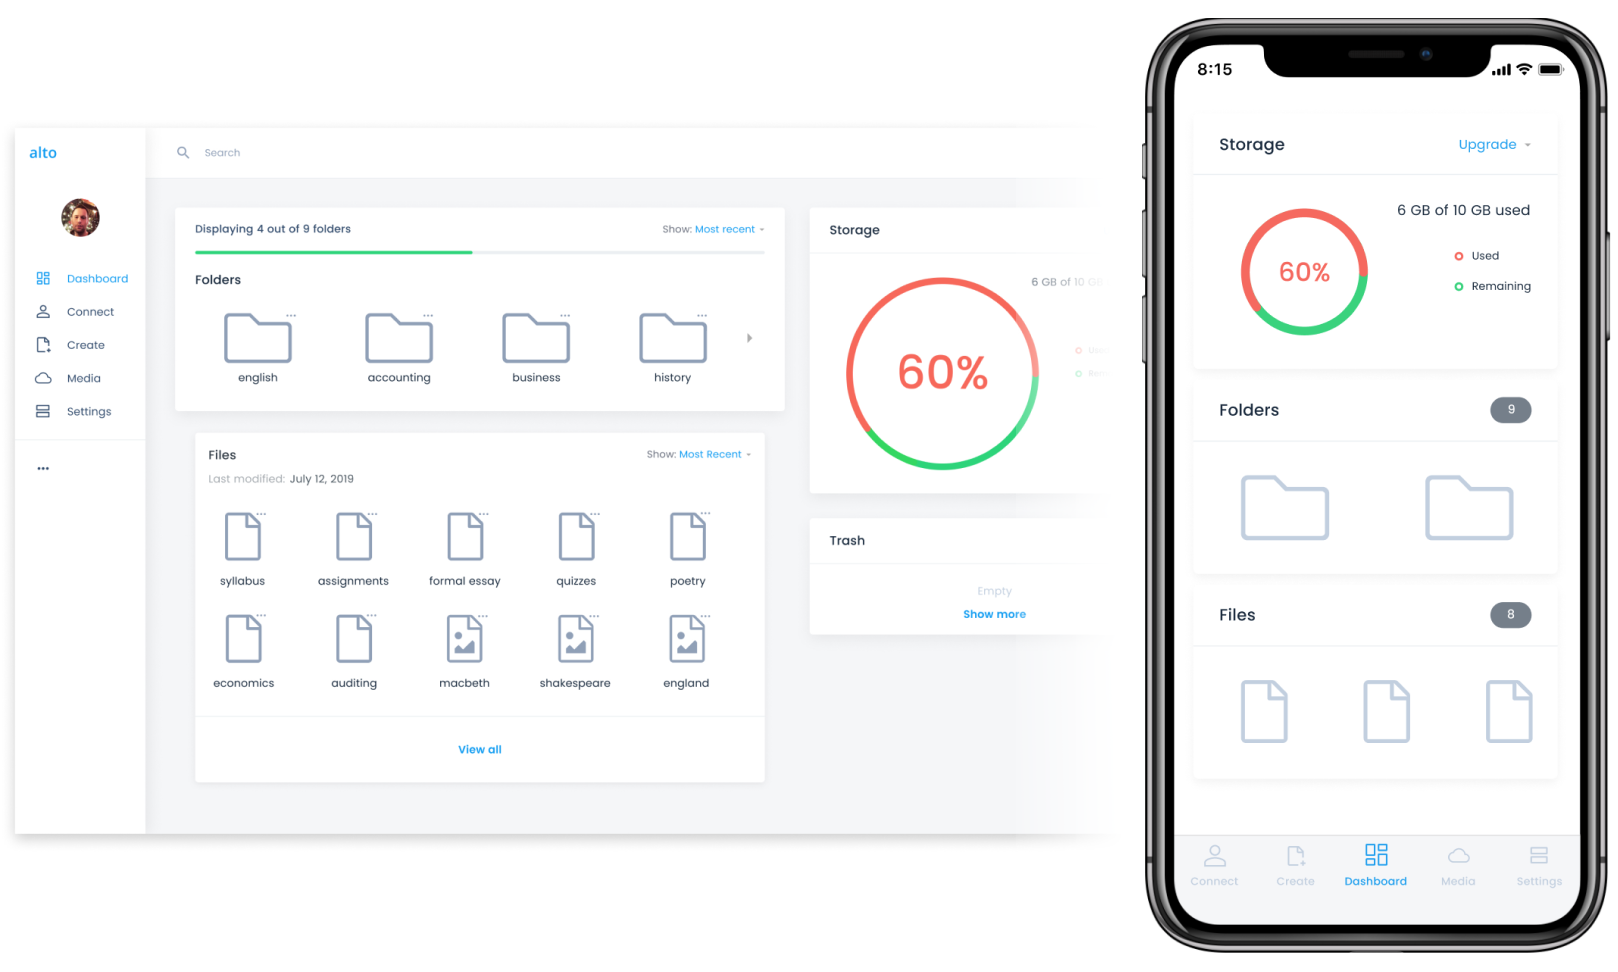 alto
Search
Dashboard
Connect
Create
Media
Settings
Displaying 4 out of 9 folders
Show: Most recent
Folders
english
accounting
business
history
Files
Show: Most Recent
Last modified: July 12, 2019
syllabus
assignments
formal essay
quizzes
poetry
economics
auditing
macbeth
shakespeare
england
View all
Storage
6 GB of 10 GB
60%
Trash
Empty
Show more
8:15
Storage
Upgrade
6 GB of 10 GB used
60%
Used
Remaining
Folders
9
Files
8
Connect
Create
Dashboard
Media
Settings